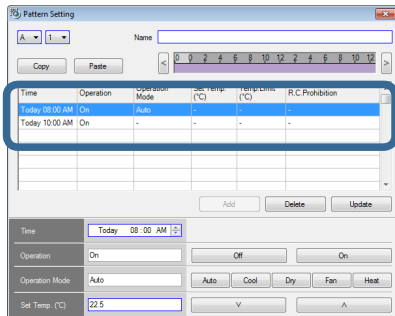 Pattern Setting
A 1 Name
Copy Paste < 0 0 2 4 6 8 10 12 2 4 6 8 10 12 >
Time Operation Operation Mode Set Temp. (°C) Temp.Limit (°C) R.C.Prohibition
Today 08:00 AM On Auto - - -
Today 10:00 AM On - - - -
Add Delete Update
Time Today 08:00 AM
Operation On Off On
Operation Mode Auto Auto Cool Dry Fan Heat
Set Temp. (°C) 22.5 V Λ